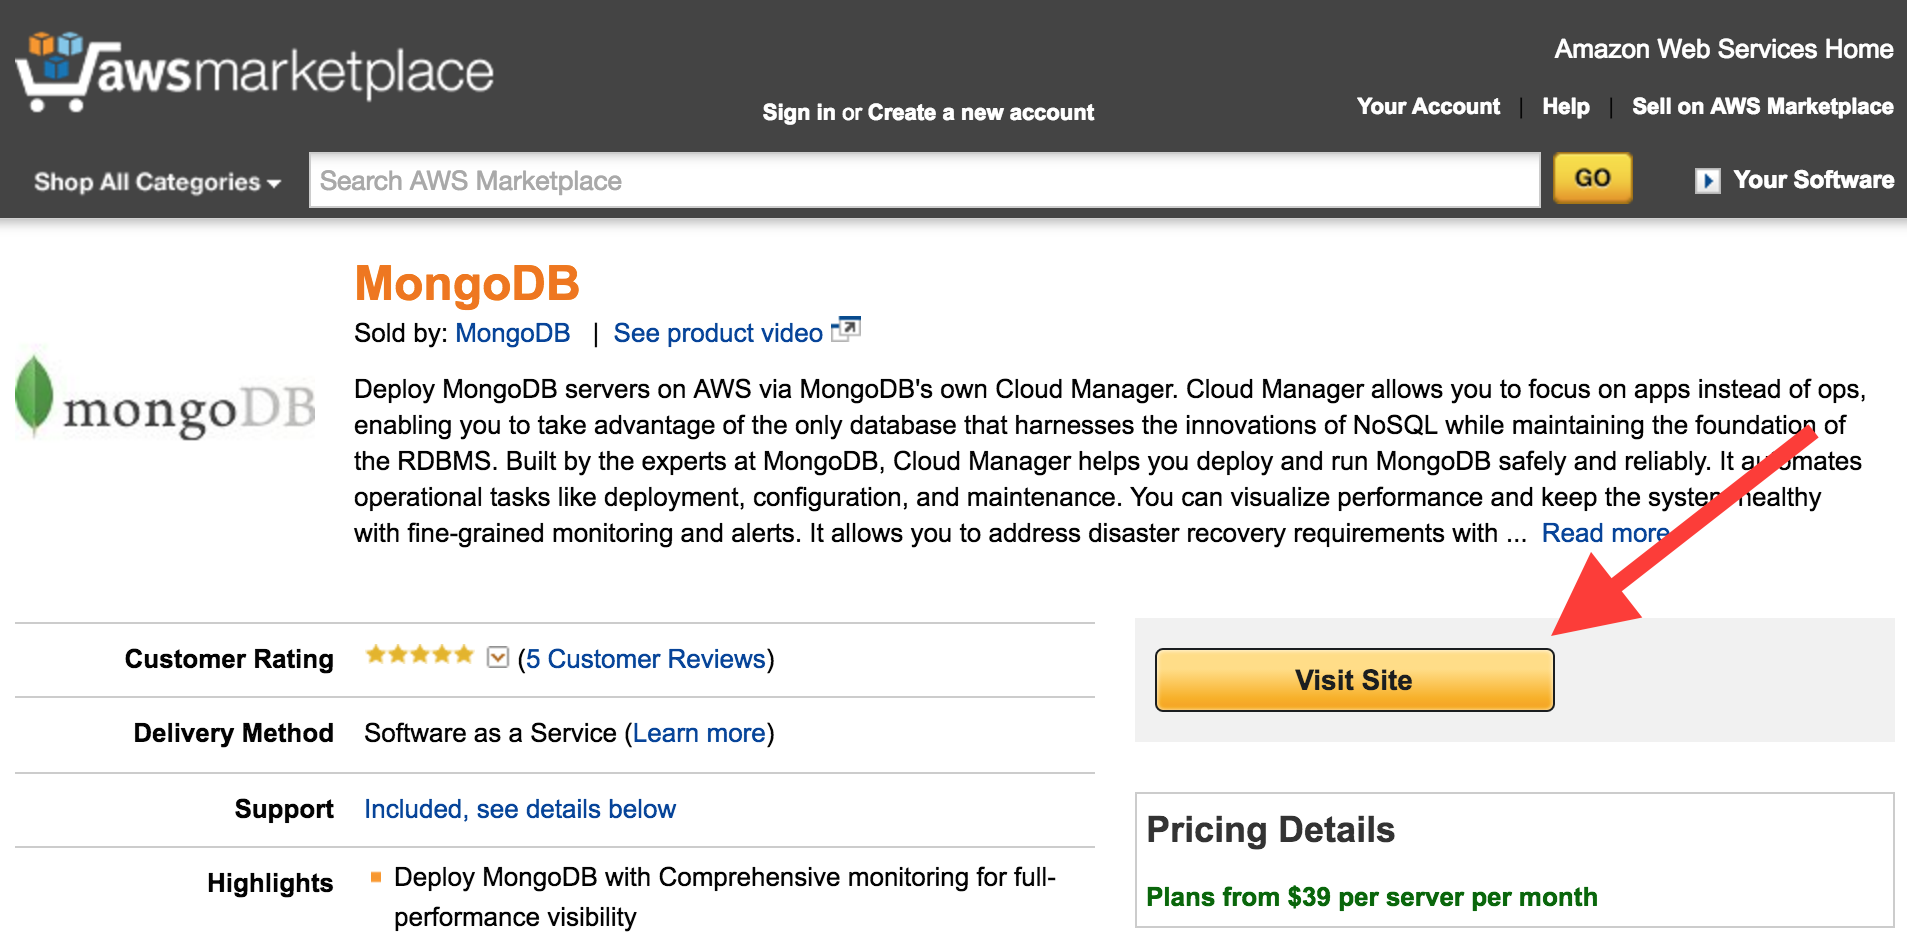 awsmarketplace
Amazon Web Services Home
Sign in or Create a new account
Your Account | Help | Sell on AWS Marketplace
Shop All Categories
Search AWS Marketplace
GO
Your Software
MongoDB
Sold by: MongoDB | See product video
mongoDB
Deploy MongoDB servers on AWS via MongoDB's own Cloud Manager. Cloud Manager allows you to focus on apps instead of ops,
enabling you to take advantage of the only database that harnesses the innovations of NoSQL while maintaining the foundation of
the RDBMS. Built by the experts at MongoDB, Cloud Manager helps you deploy and run MongoDB safely and reliably. It automates
operational tasks like deployment, configuration, and maintenance. You can visualize performance and keep the system healthy
with fine-grained monitoring and alerts. It allows you to address disaster recovery requirements with ... Read more
Customer Rating
(5 Customer Reviews)
Delivery Method
Software as a Service (Learn more)
Support
Included, see details below
Highlights
Deploy MongoDB with Comprehensive monitoring for full-
performance visibility
Visit Site
Pricing Details
Plans from $39 per server per month